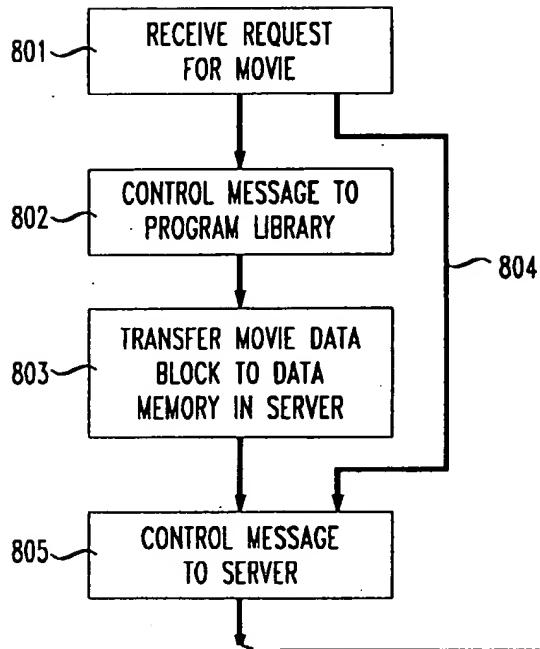 801
RECEIVE REQUEST
FOR MOVIE
802
CONTROL MESSAGE TO
PROGRAM LIBRARY
804
803
TRANSFER MOVIE DATA
BLOCK TO DATA
MEMORY IN SERVER
805
CONTROL MESSAGE
TO SERVER